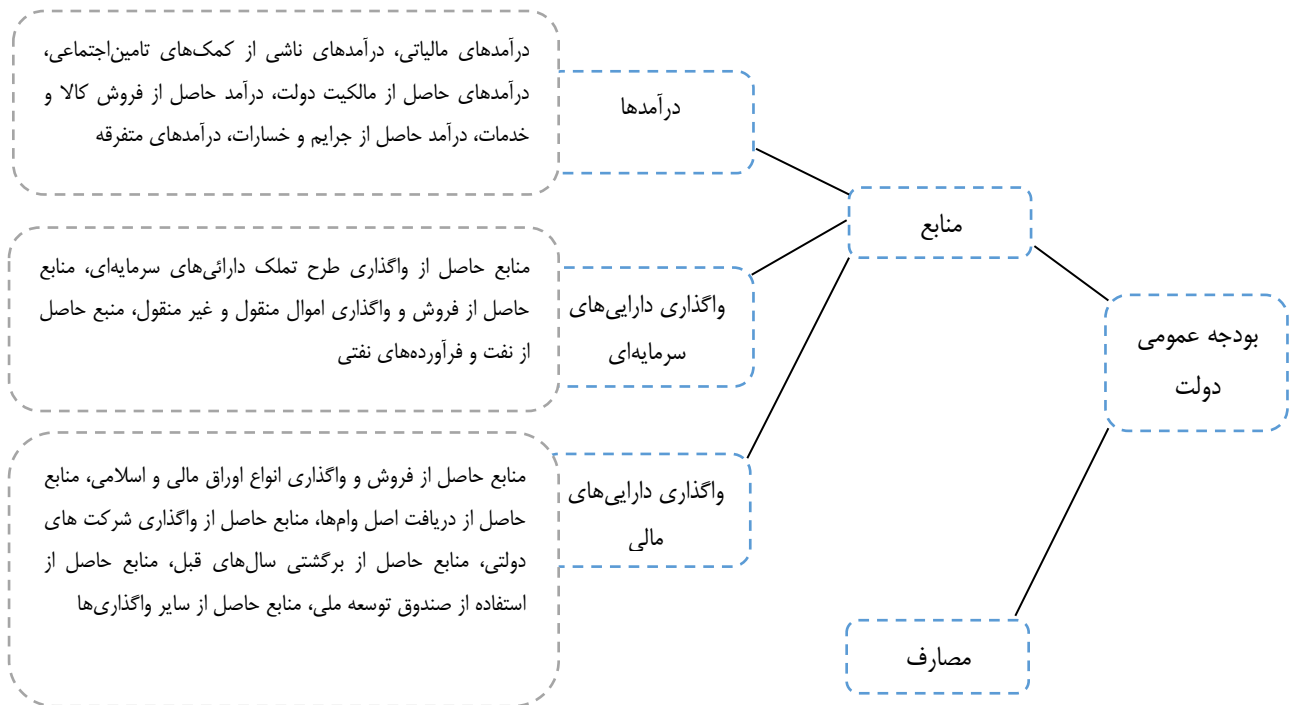 بودجه عمومی
دولت
منابع
درآمدها
درآمدهای مالیاتی، درآمدهای ناشی از کمک‌های تامین‌اجتماعی،
درآمدهای حاصل از مالکیت دولت، درآمد حاصل از فروش کالا و
خدمات، درآمد حاصل از جرایم و خسارات، درآمدهای متفرقه
واگذاری دارایی‌های
سرمایه‌ای
منابع حاصل از واگذاری طرح تملک دارائی‌های سرمایه‌ای، منابع
حاصل از فروش و واگذاری اموال منقول و غیر منقول، منبع حاصل
از نفت و فرآورده‌های نفتی
واگذاری دارایی‌های
مالی
منابع حاصل از فروش و واگذاری انواع اوراق مالی و اسلامی، منابع
حاصل از دریافت اصل وام‌ها، منابع حاصل از واگذاری شرکت های
دولتی، منابع حاصل از برگشتی سال‌های قبل، منابع حاصل از
استفاده از صندوق توسعه ملی، منابع حاصل از سایر واگذاری‌ها
مصارف